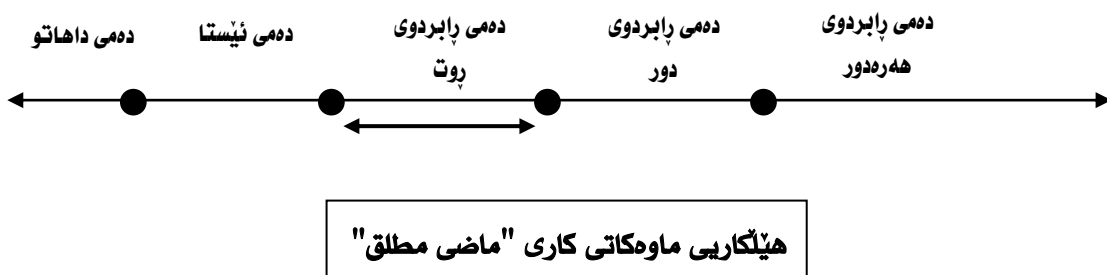 دەمی ڕابردوی
هەرەدور
دەمی ڕابردوی
دور
دەمی ڕابردوی
ڕوت
دەمی ئێستا
دەمی داهاتو
هێڵکاریی ماوەکاتی کاری "ماضی مطلق"